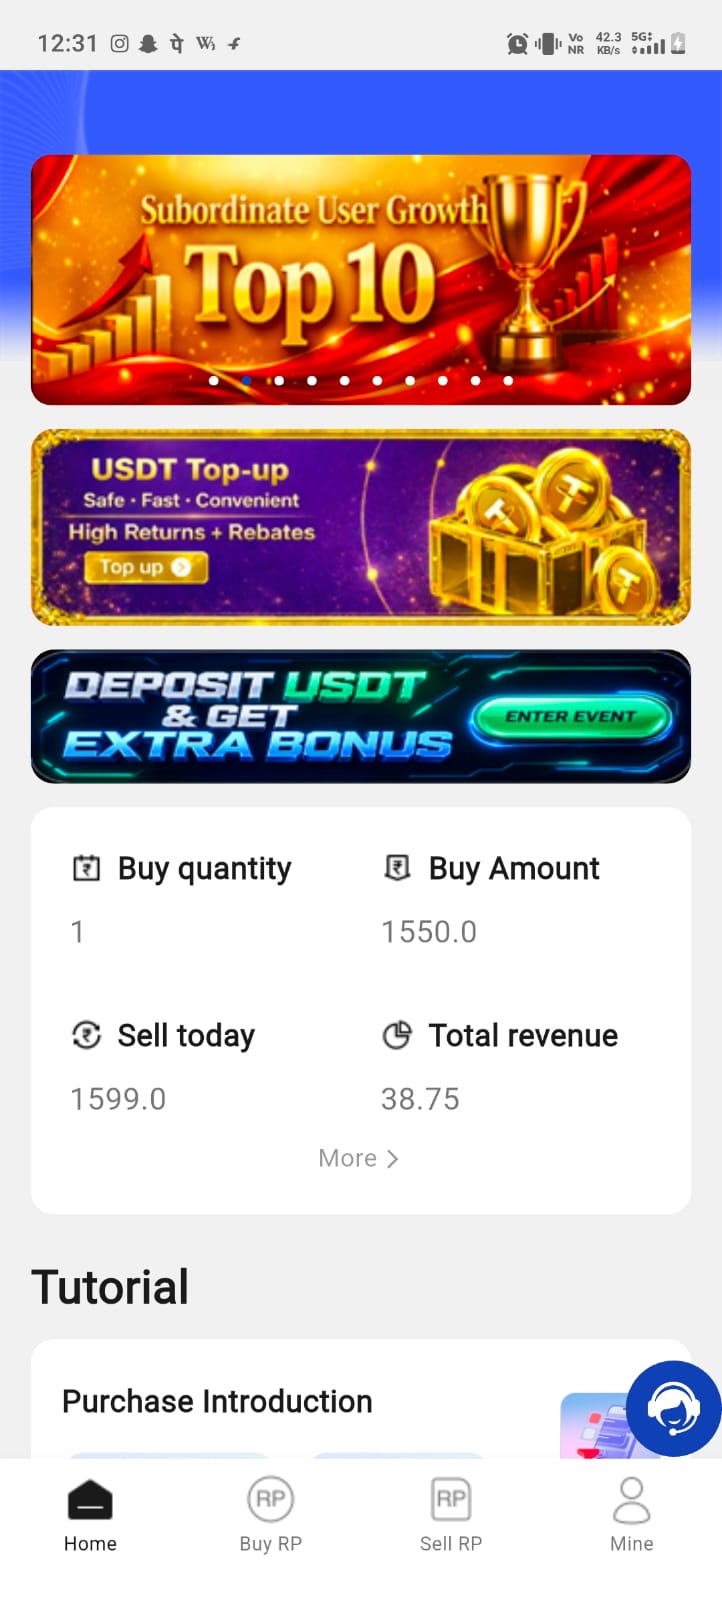 12:31
Vo
NR
42.3
KB/s
5G
Subordinate User Growth
Top 10
USDT Top-up
Safe · Fast · Convenient
High Returns + Rebates
Top up
DEPOSIT USDT
& GET
EXTRA BONUS
ENTER EVENT
Buy quantity
Buy Amount
1
1550.0
Sell today
Total revenue
1599.0
38.75
More
Tutorial
Purchase Introduction
RP
RP
Home
Buy RP
Sell RP
Mine